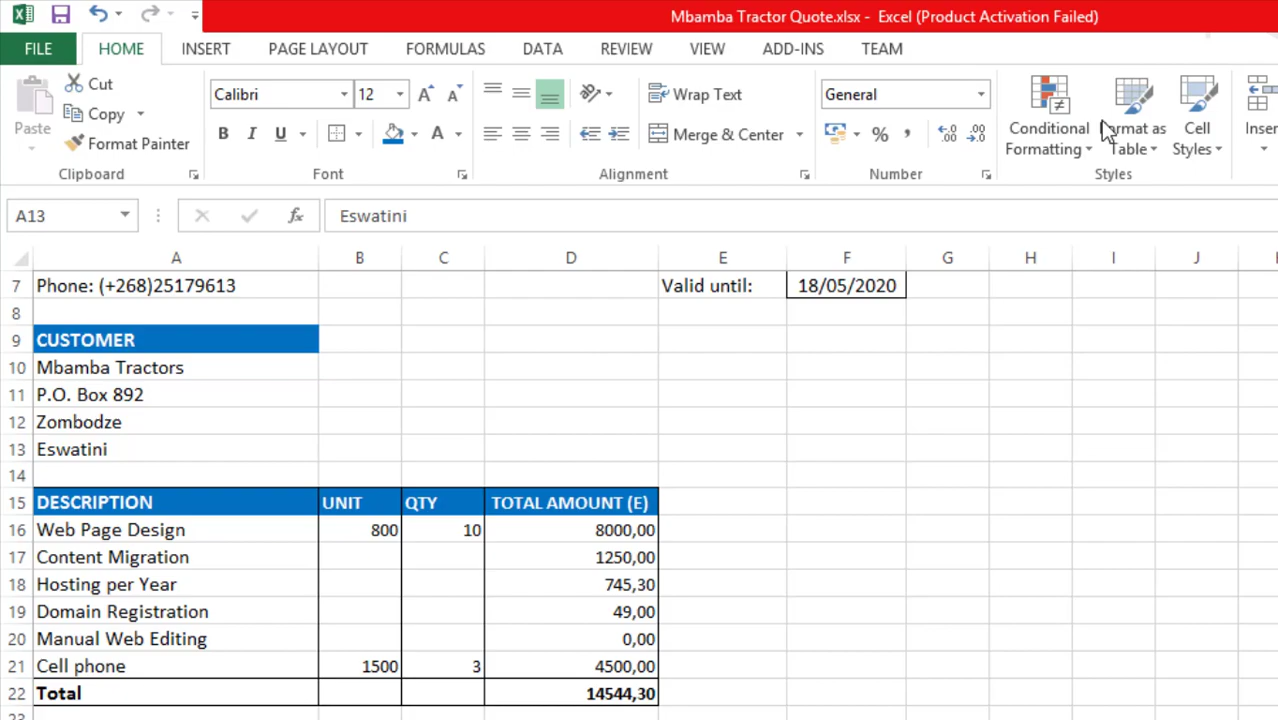 Mbamba Tractor Quote.xlsx - Excel (Product Activation Failed)
FILE HOME INSERT PAGE LAYOUT FORMULAS DATA REVIEW VIEW ADD-INS TEAM
Cut
Copy
Format Painter
Paste
Clipboard
Calibri 12
B I U A
Font
Wrap Text
Merge & Center
Alignment
General
%
Number
Conditional Formatting
Format as Table
Cell Styles
Styles
A13 fx Eswatini
A B C D E F G H I J
7 Phone: (+268)25179613 Valid until: 18/05/2020
8
9 CUSTOMER
10 Mbamba Tractors
11 P.O. Box 892
12 Zombodze
13 Eswatini
14
15 DESCRIPTION UNIT QTY TOTAL AMOUNT (E)
16 Web Page Design 800 10 8000,00
17 Content Migration 1250,00
18 Hosting per Year 745,30
19 Domain Registration 49,00
20 Manual Web Editing 0,00
21 Cell phone 1500 3 4500,00
22 Total 14544,30